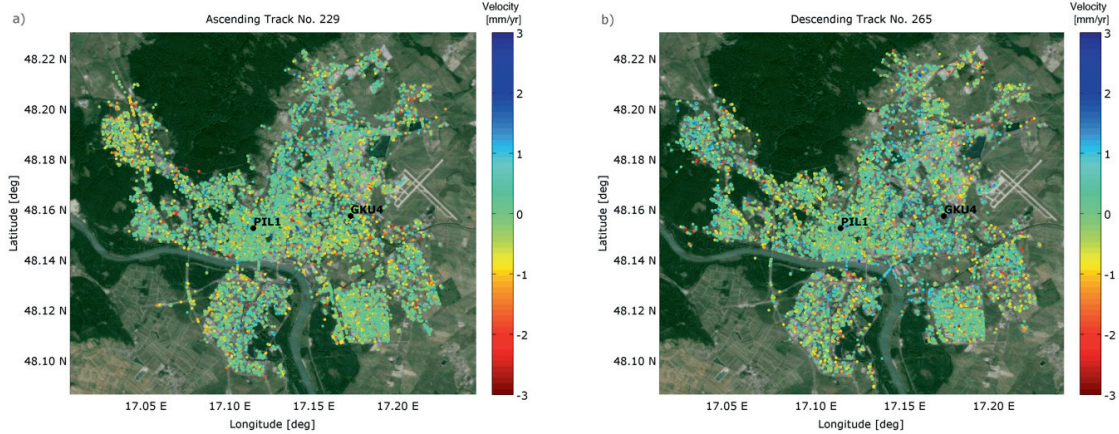 a)
Ascending Track No. 229
Velocity
[mm/yr]
48.22 N
48.20 N
48.18 N
48.16 N
48.14 N
48.12 N
48.10 N
Latitude [deg]
PIL1
GKU4
17.05 E
17.10 E
17.15 E
17.20 E
Longitude [deg]
3
2
1
0
-1
-2
-3
b)
Descending Track No. 265
Velocity
[mm/yr]
48.22 N
48.20 N
48.18 N
48.16 N
48.14 N
48.12 N
48.10 N
Latitude [deg]
PIL1
GKU4
17.05 E
17.10 E
17.15 E
17.20 E
Longitude [deg]
3
2
1
0
-1
-2
-3